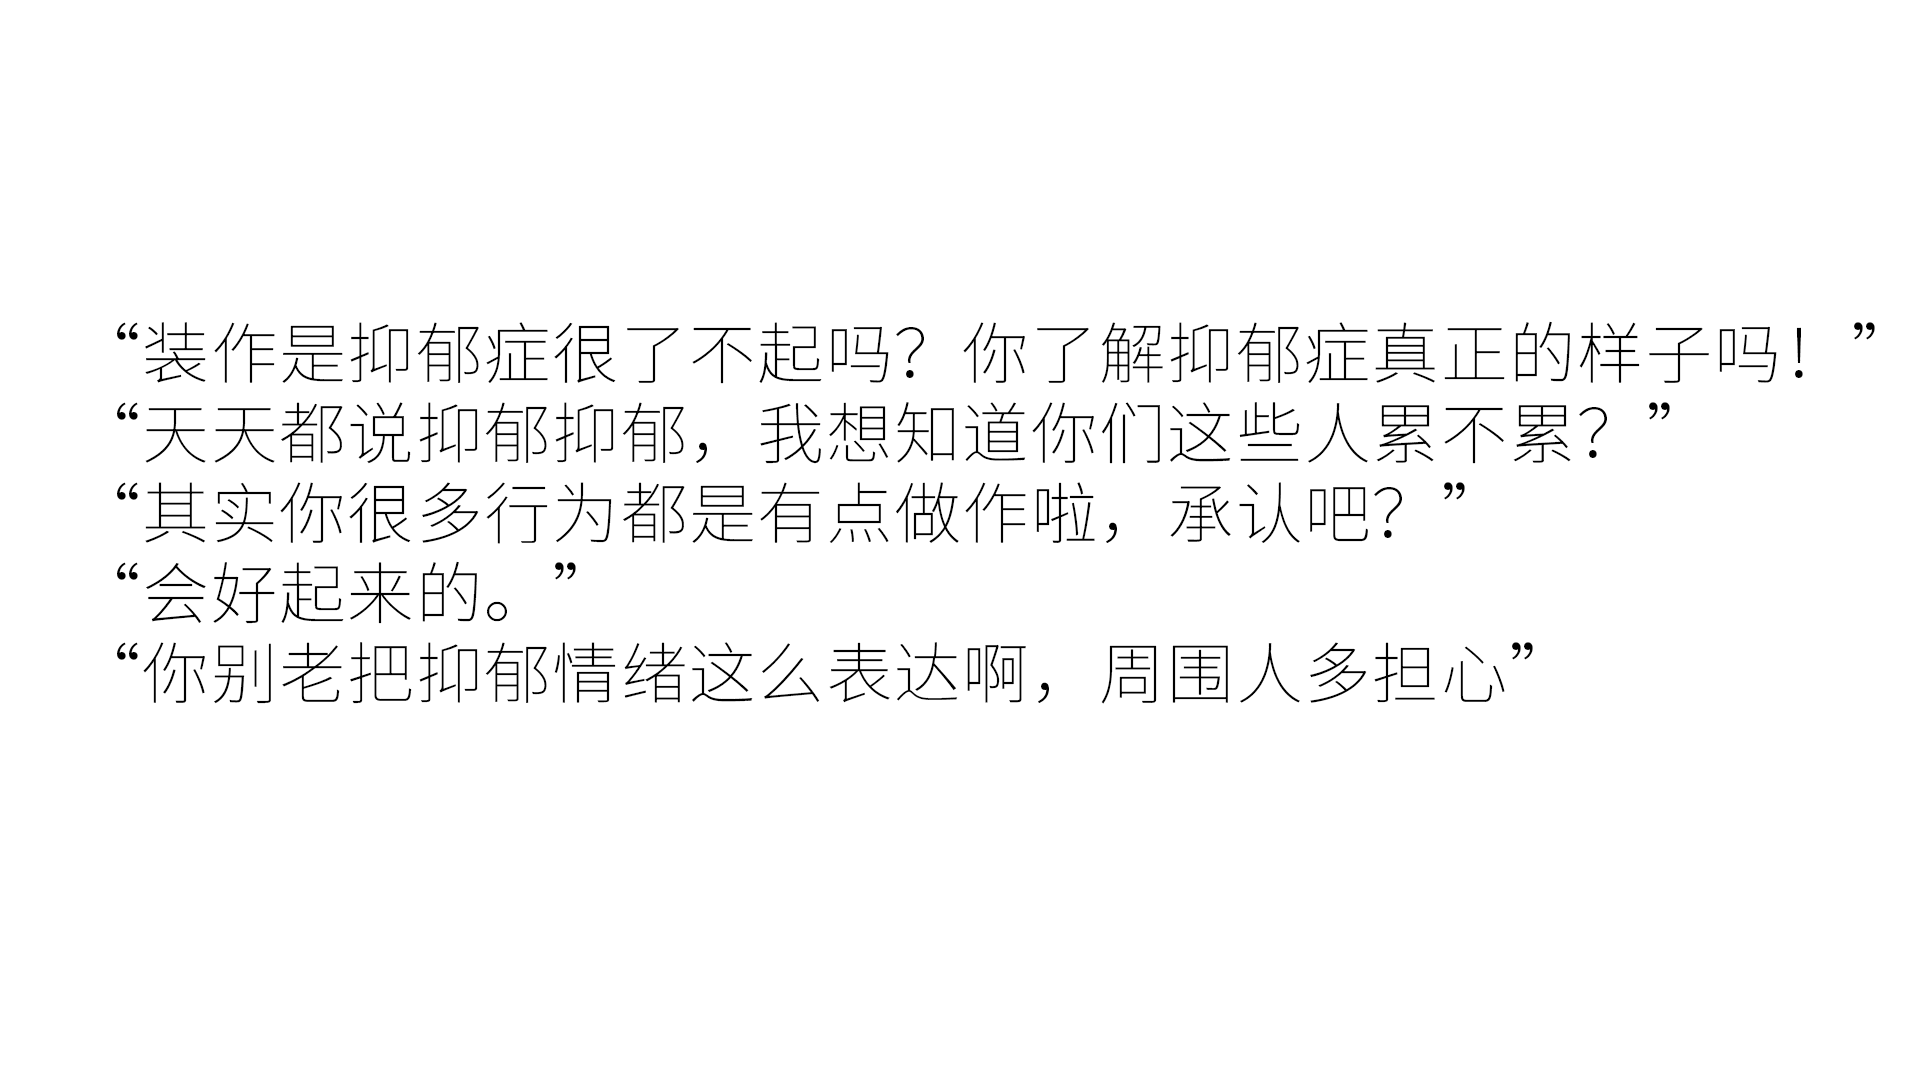 “装作是抑郁症很了不起吗？你了解抑郁症真正的样子吗！”
“天天都说抑郁抑郁，我想知道你们这些人累不累？”
“其实你很多行为都是有点做作啦，承认吧？”
“会好起来的。”
“你别老把抑郁情绪这么表达啊，周围人多担心”